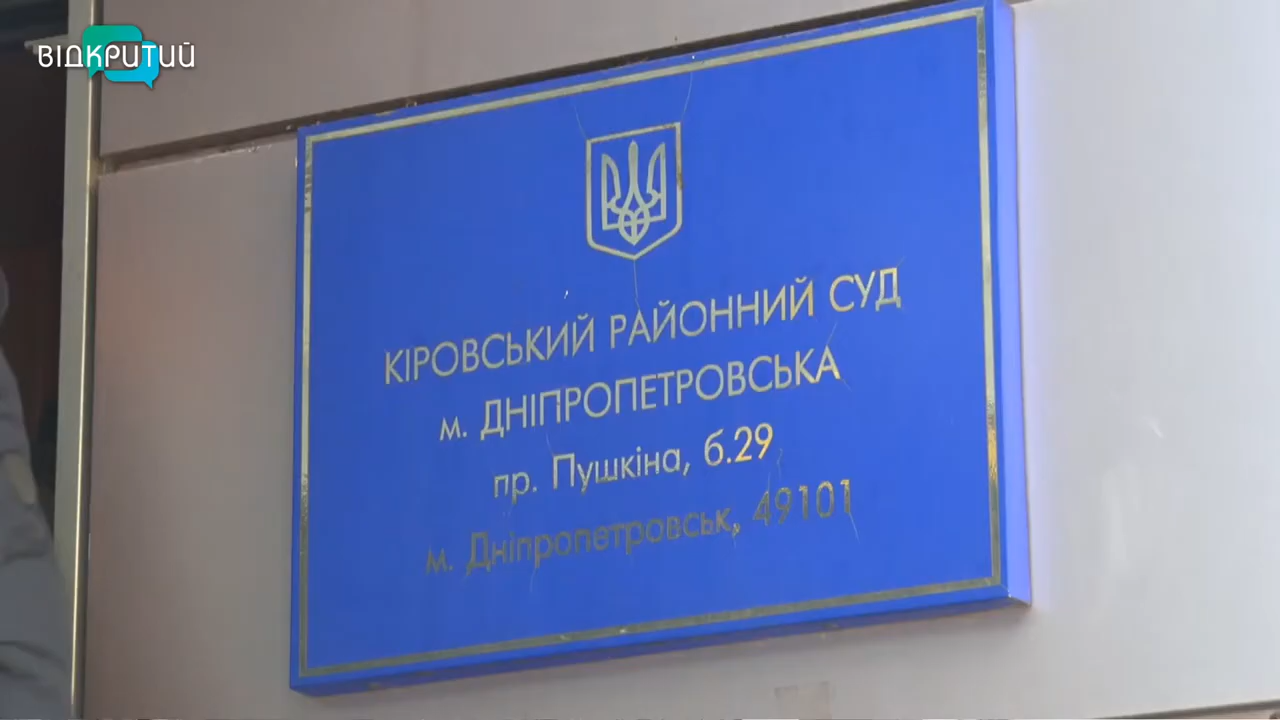 ВІДКРИТИЙ
КІРОВСЬКИЙ РАЙОННИЙ СУД
м. ДНІПРОПЕТРОВСЬКА
пр. Пушкіна, б.29
м. Дніпропетровськ, 49101